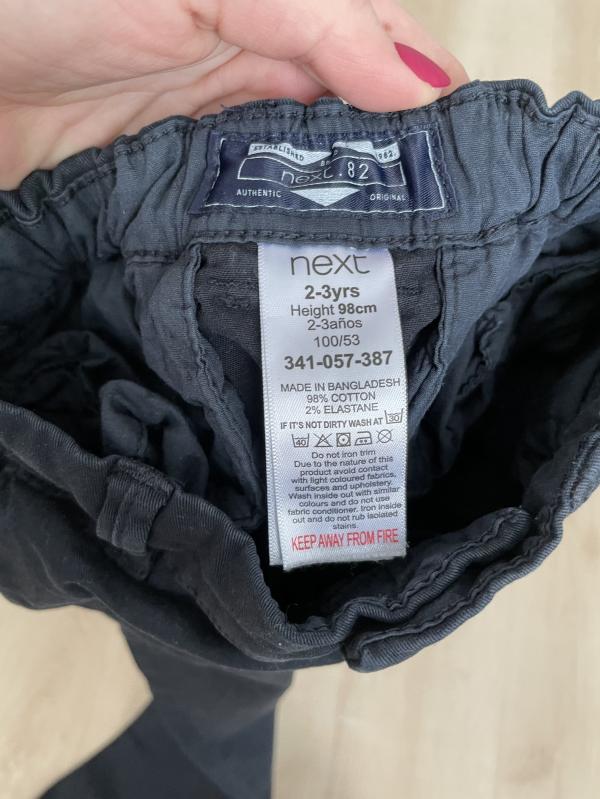 ESTABLISHED
1982.
next.82
AUTHENTIC
ORIGINAL
next
2-3yrs
Height 98cm
2-3años
100/53
341-057-387
MADE IN BANGLADESH
98% COTTON
2% ELASTANE
IF IT'S NOT DIRTY WASH AT 30
40
Do not iron trim
Due to the nature of this
product avoid contact
with light coloured fabrics,
surfaces and upholstery.
Wash inside out with similar
colours and do not use
fabric conditioner. Iron inside
out and do not rub isolated
stains.
KEEP AWAY FROM FIRE